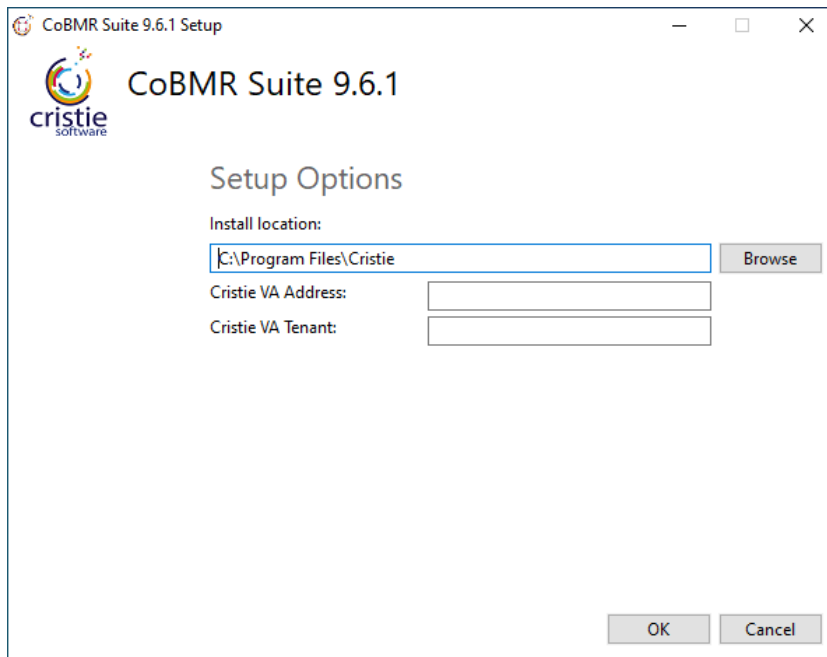 CoBMR Suite 9.6.1 Setup
cristie
software
CoBMR Suite 9.6.1
Setup Options
Install location:
C:\Program Files\Cristie
Browse
Cristie VA Address:
Cristie VA Tenant:
OK
Cancel